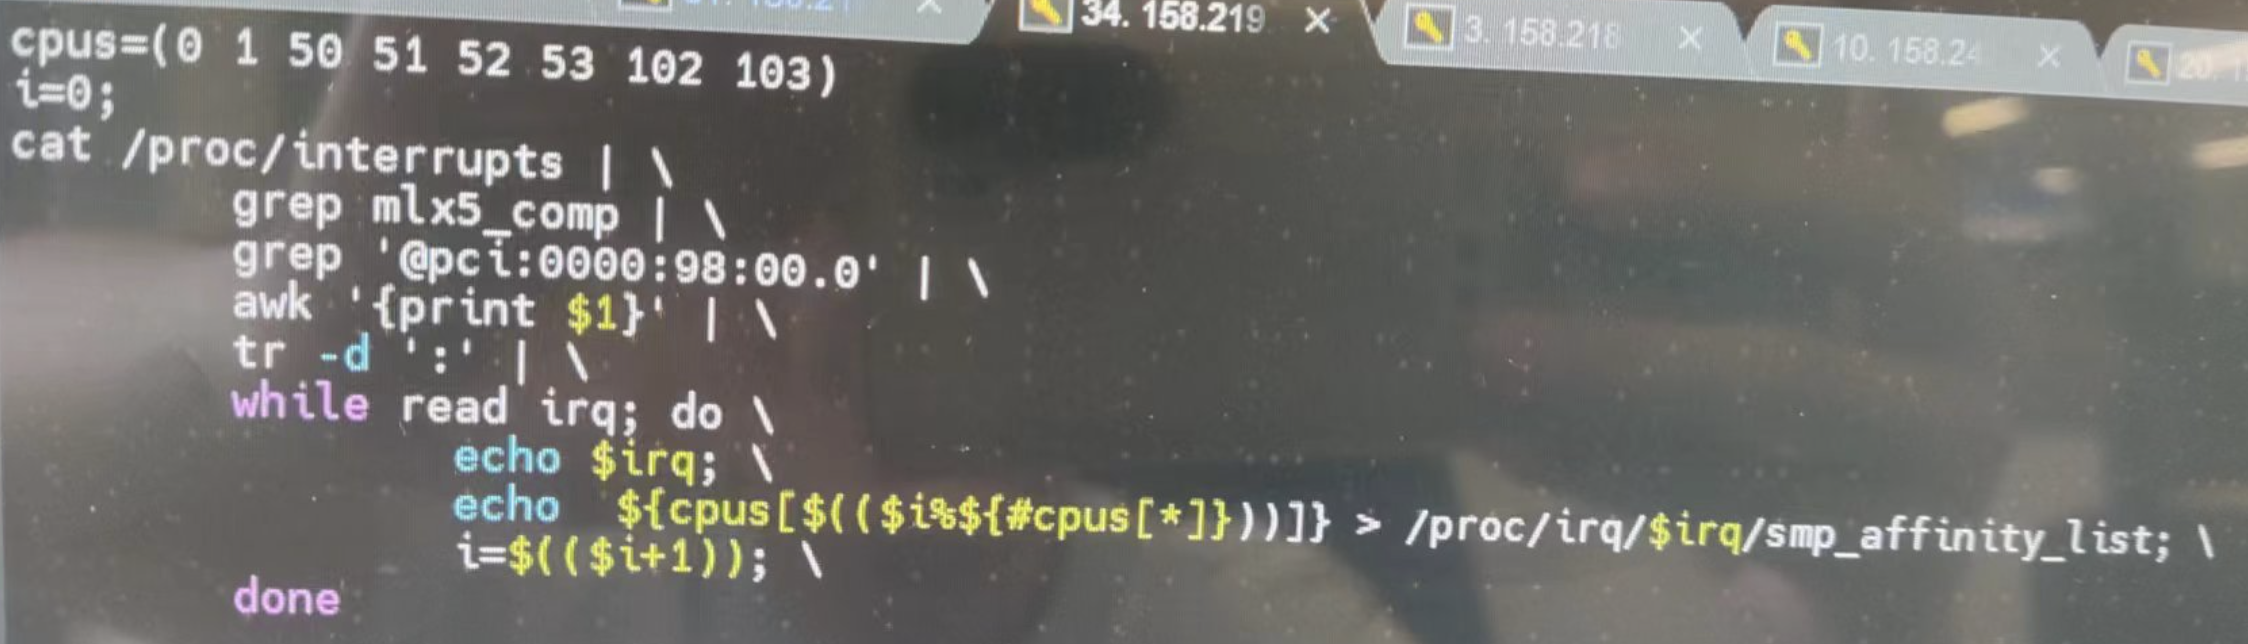 34. 158.219
3. 158.218
10. 158.24
cpus=(0 1 50 51 52 53 102 103)
i=0;
cat /proc/interrupts | \
grep mlx5_comp | \
grep '@pci:0000:98:00.0' | \
awk '{print $1}' | \
tr -d ':' | \
while read irq; do \
echo $irq; \
echo ${cpus[$(($i%${#cpus[*]}))]} > /proc/irq/$irq/smp_affinity_list; \
i=$(($i+1)); \
done